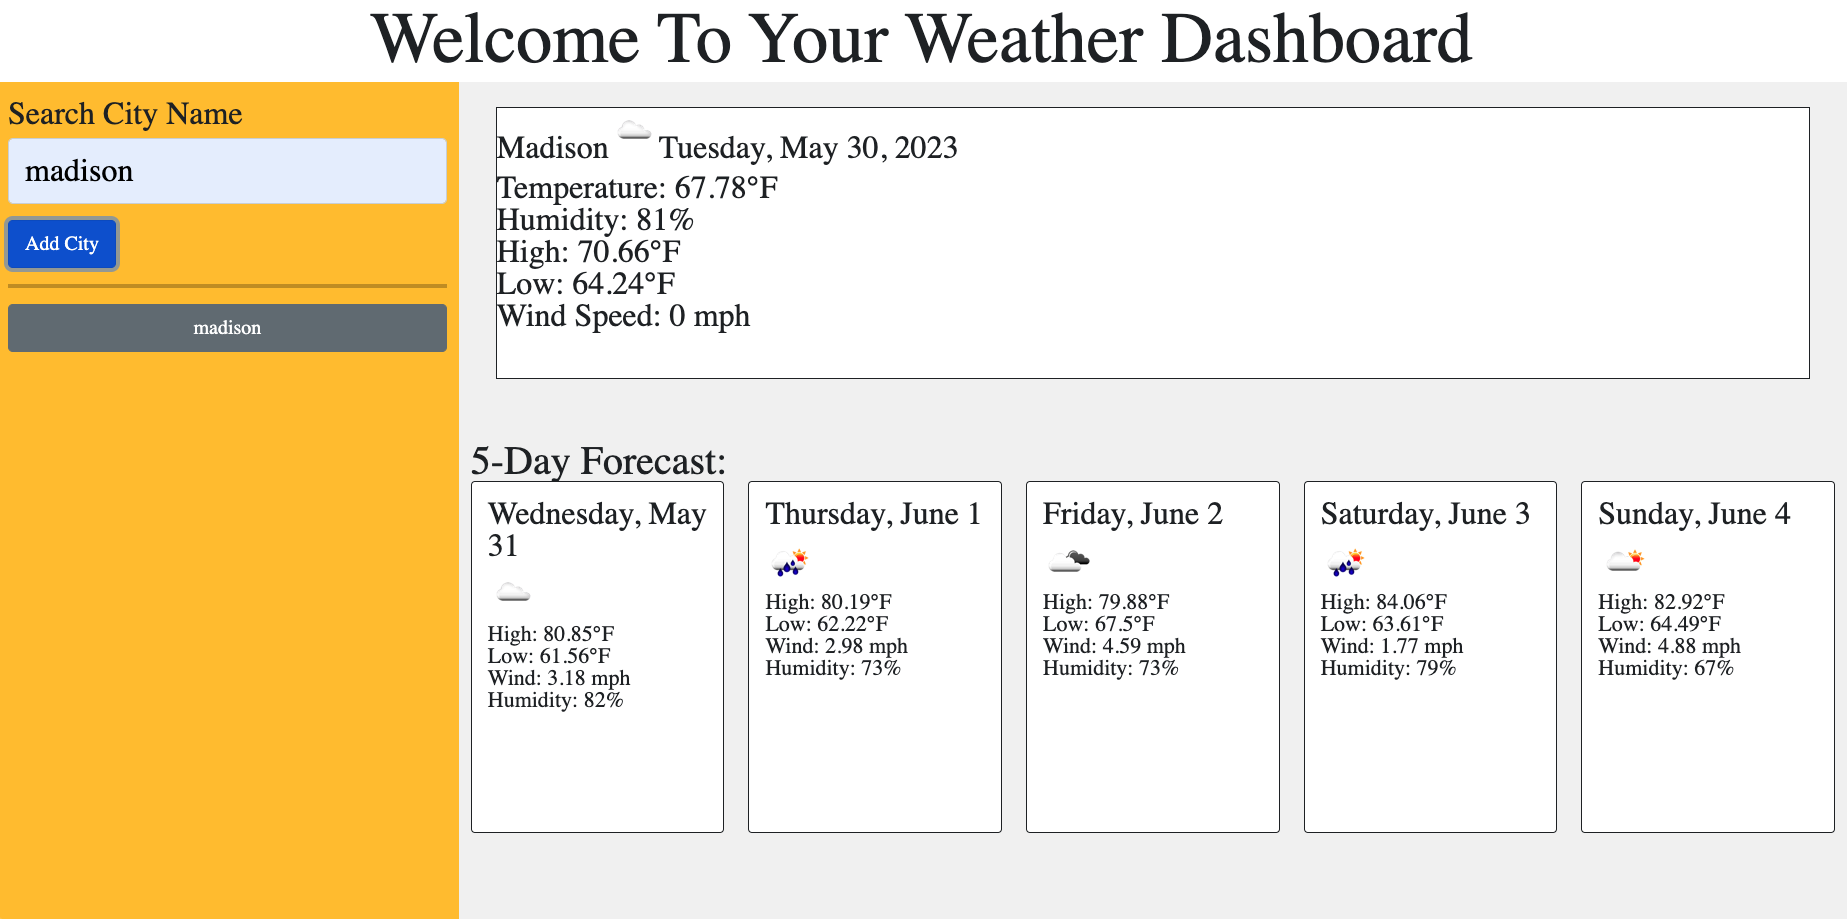 Welcome To Your Weather Dashboard
Search City Name
madison
Add City
madison
Madison Tuesday, May 30, 2023
Temperature: 67.78°F
Humidity: 81%
High: 70.66°F
Low: 64.24°F
Wind Speed: 0 mph
5-Day Forecast:
Wednesday, May
31
High: 80.85°F
Low: 61.56°F
Wind: 3.18 mph
Humidity: 82%
Thursday, June 1
High: 80.19°F
Low: 62.22°F
Wind: 2.98 mph
Humidity: 73%
Friday, June 2
High: 79.88°F
Low: 67.5°F
Wind: 4.59 mph
Humidity: 73%
Saturday, June 3
High: 84.06°F
Low: 63.61°F
Wind: 1.77 mph
Humidity: 79%
Sunday, June 4
High: 82.92°F
Low: 64.49°F
Wind: 4.88 mph
Humidity: 67%